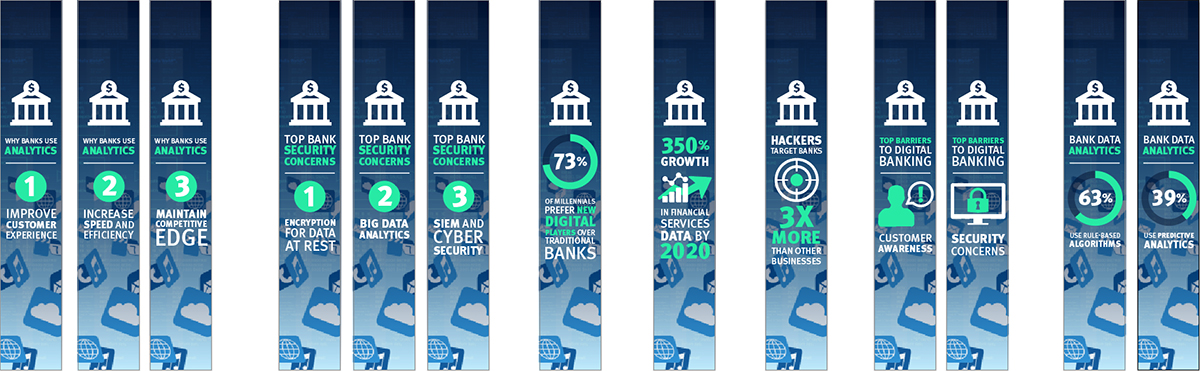 $
WHY BANKS USE
ANALYTICS
1
IMPROVE
CUSTOMER
EXPERIENCE
$
WHY BANKS USE
ANALYTICS
2
INCREASE
SPEED AND
EFFICIENCY
$
WHY BANKS USE
ANALYTICS
3
MAINTAIN
COMPETITIVE
EDGE
$
TOP BANK
SECURITY
CONCERNS
1
ENCRYPTION
FOR DATA
AT REST
$
TOP BANK
SECURITY
CONCERNS
2
BIG DATA
ANALYTICS
$
TOP BANK
SECURITY
CONCERNS
3
SIEM AND
CYBER
SECURITY
$
73%
OF MILLENNIALS
PREFER NEW
DIGITAL
PLAYERS OVER
TRADITIONAL
BANKS
$
350%
GROWTH
IN FINANCIAL
SERVICES
DATA BY
2020
$
HACKERS
TARGET BANKS
3X
MORE
THAN OTHER
BUSINESSES
$
TOP BARRIERS
TO DIGITAL
BANKING
!
CUSTOMER
AWARENESS
$
TOP BARRIERS
TO DIGITAL
BANKING
SECURITY
CONCERNS
$
BANK DATA
ANALYTICS
63%
USE RULE-BASED
ALGORITHMS
$
BANK DATA
ANALYTICS
39%
USE PREDICTIVE
ANALYTICS